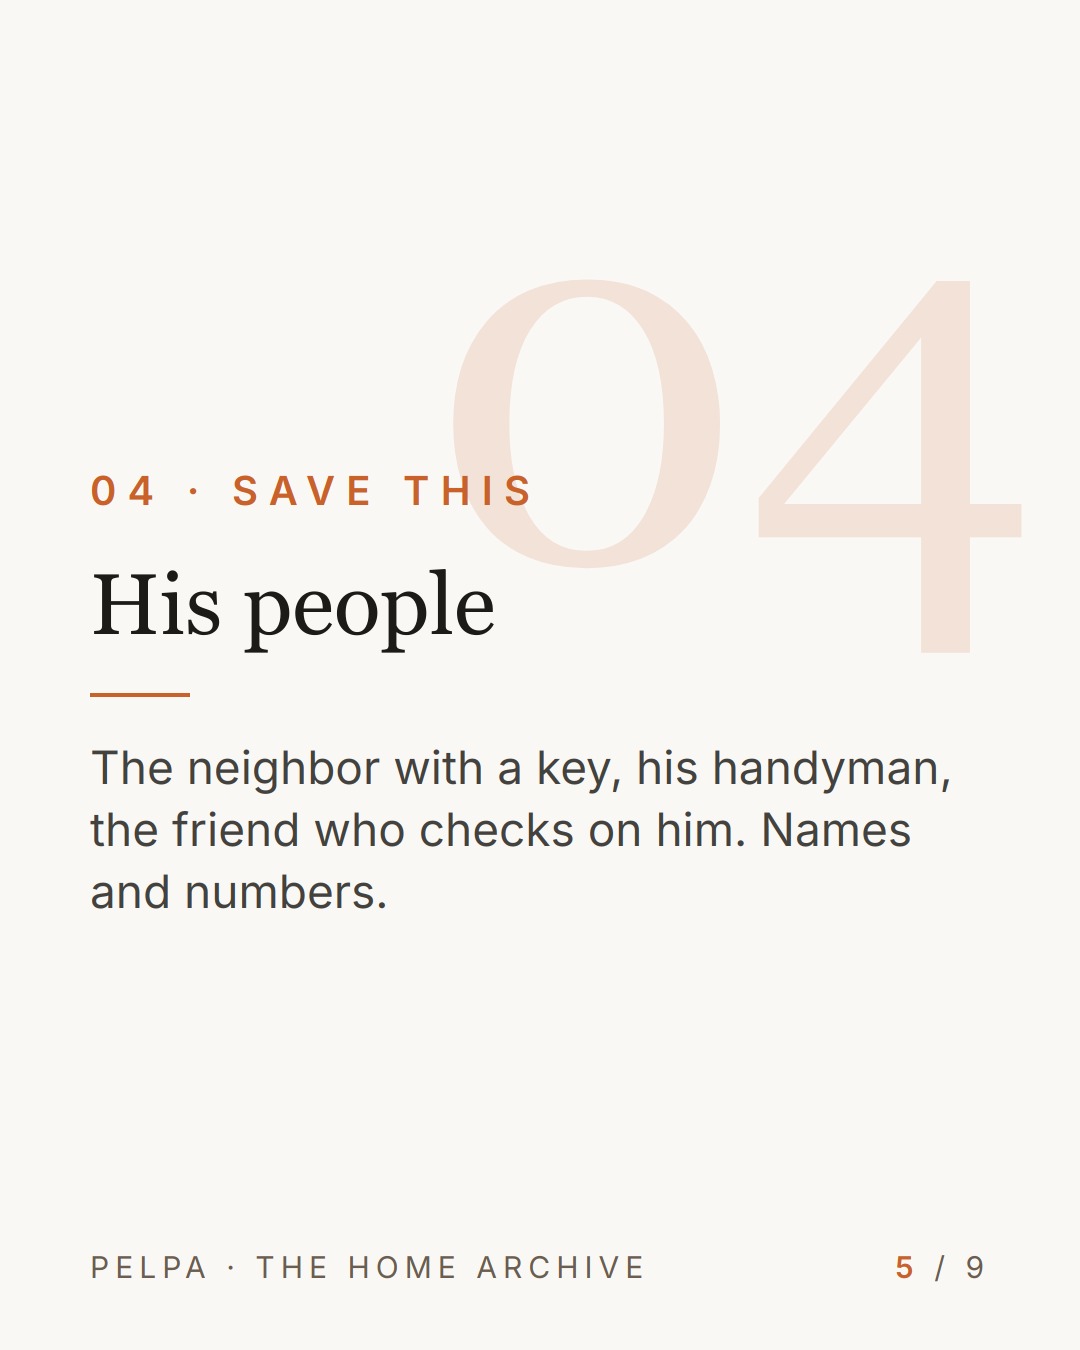 04
04 · SAVE THIS
His people
The neighbor with a key, his handyman,
the friend who checks on him. Names
and numbers.
PELPA · THE HOME ARCHIVE
5 / 9